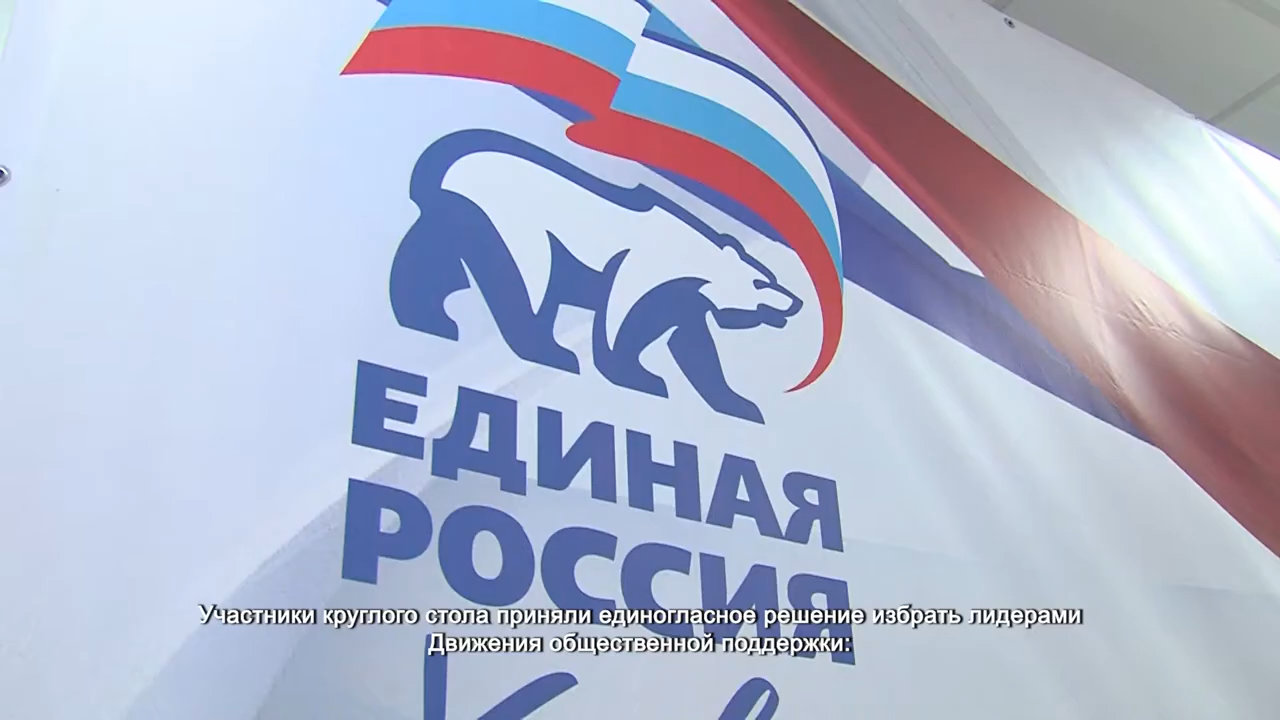 ЕДИНАЯ
РОССИЯ
Участники круглого стола приняли единогласное решение избрать лидерами
Движения общественной поддержки: